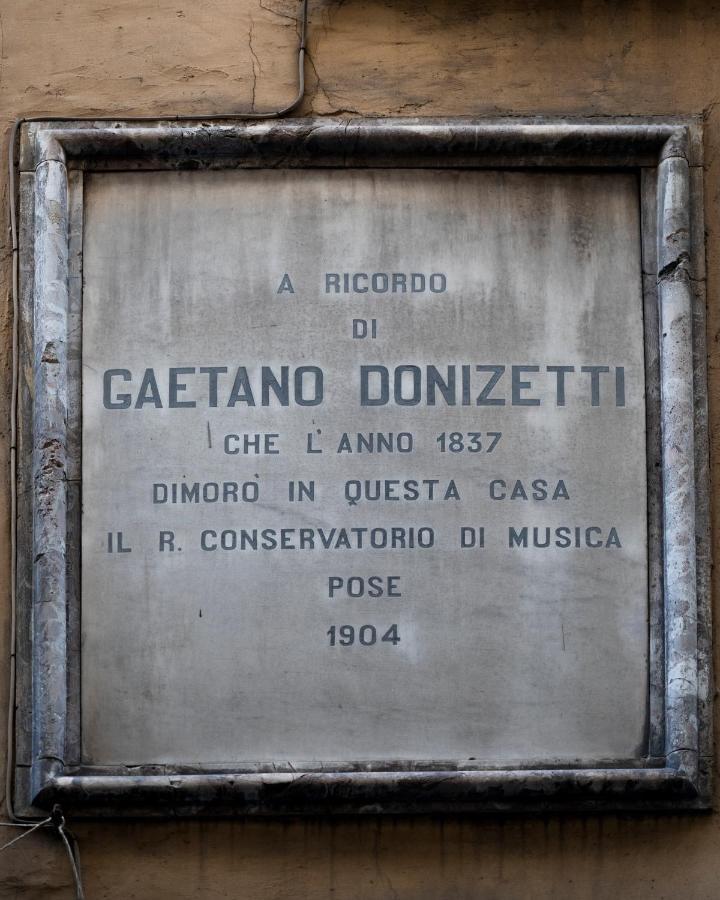 A RICORDO
DI
GAETANO DONIZETTI
CHE L'ANNO 1837
DIMORÒ IN QUESTA CASA
IL R. CONSERVATORIO DI MUSICA
POSE
1904